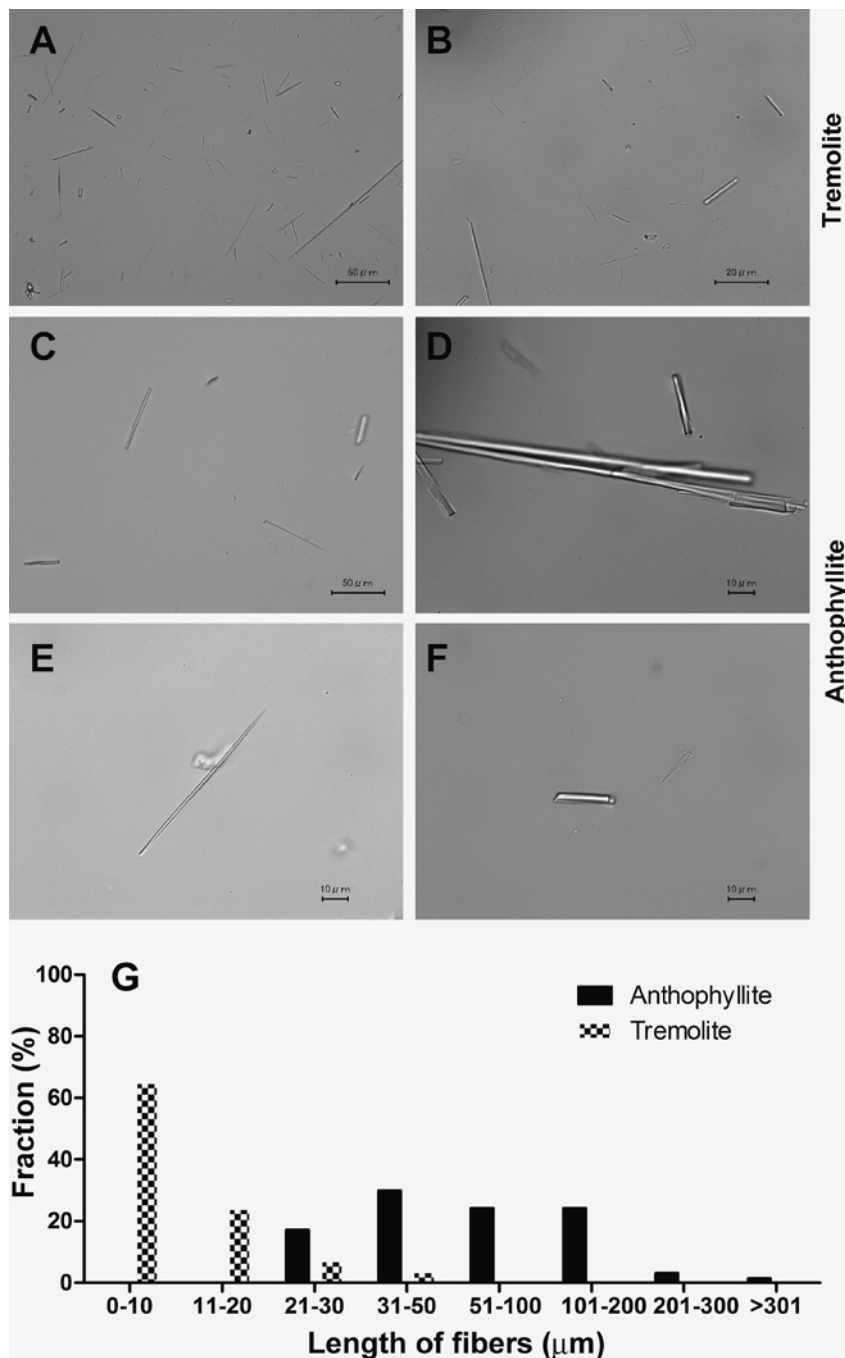 A
50 μm
B
20 μm
Tremolite
C
50 μm
D
10 μm
E
10 μm
F
10 μm
Anthophyllite
G
100
80
60
40
20
0
Fraction (%)
Anthophyllite
Tremolite
0-10 11-20 21-30 31-50 51-100 101-200 201-300 >301
Length of fibers (μm)